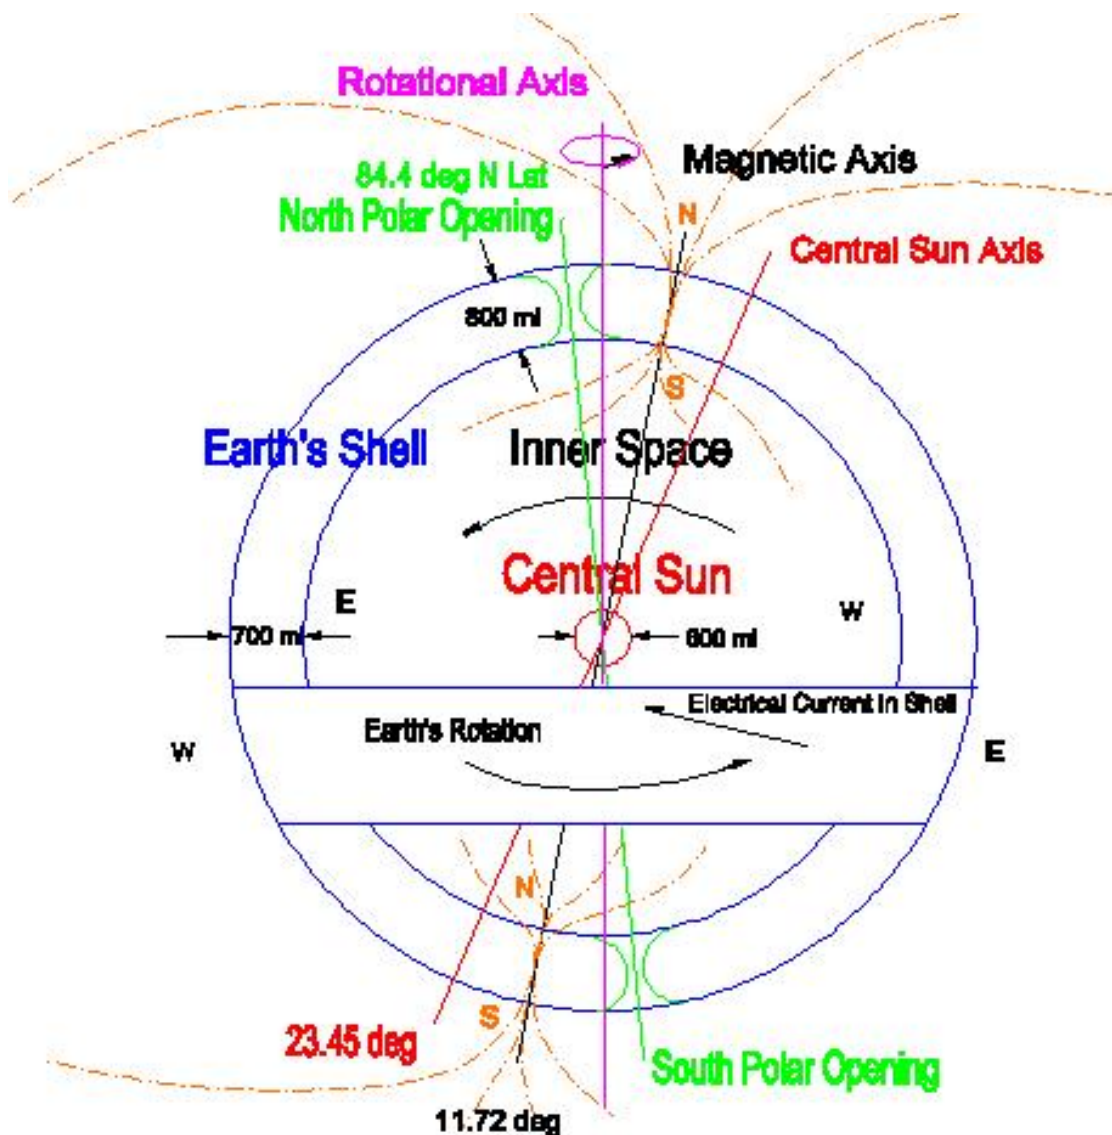 Rotational Axis
Magnetic Axis
84.4 deg N Lat
North Polar Opening
N
Central Sun Axis
800 mi
S
Earth's Shell
Inner Space
Central Sun
E
W
700 mi
600 mi
Electrical Current in Shell
Earth's Rotation
W
E
N
S
23.45 deg
South Polar Opening
11.72 deg